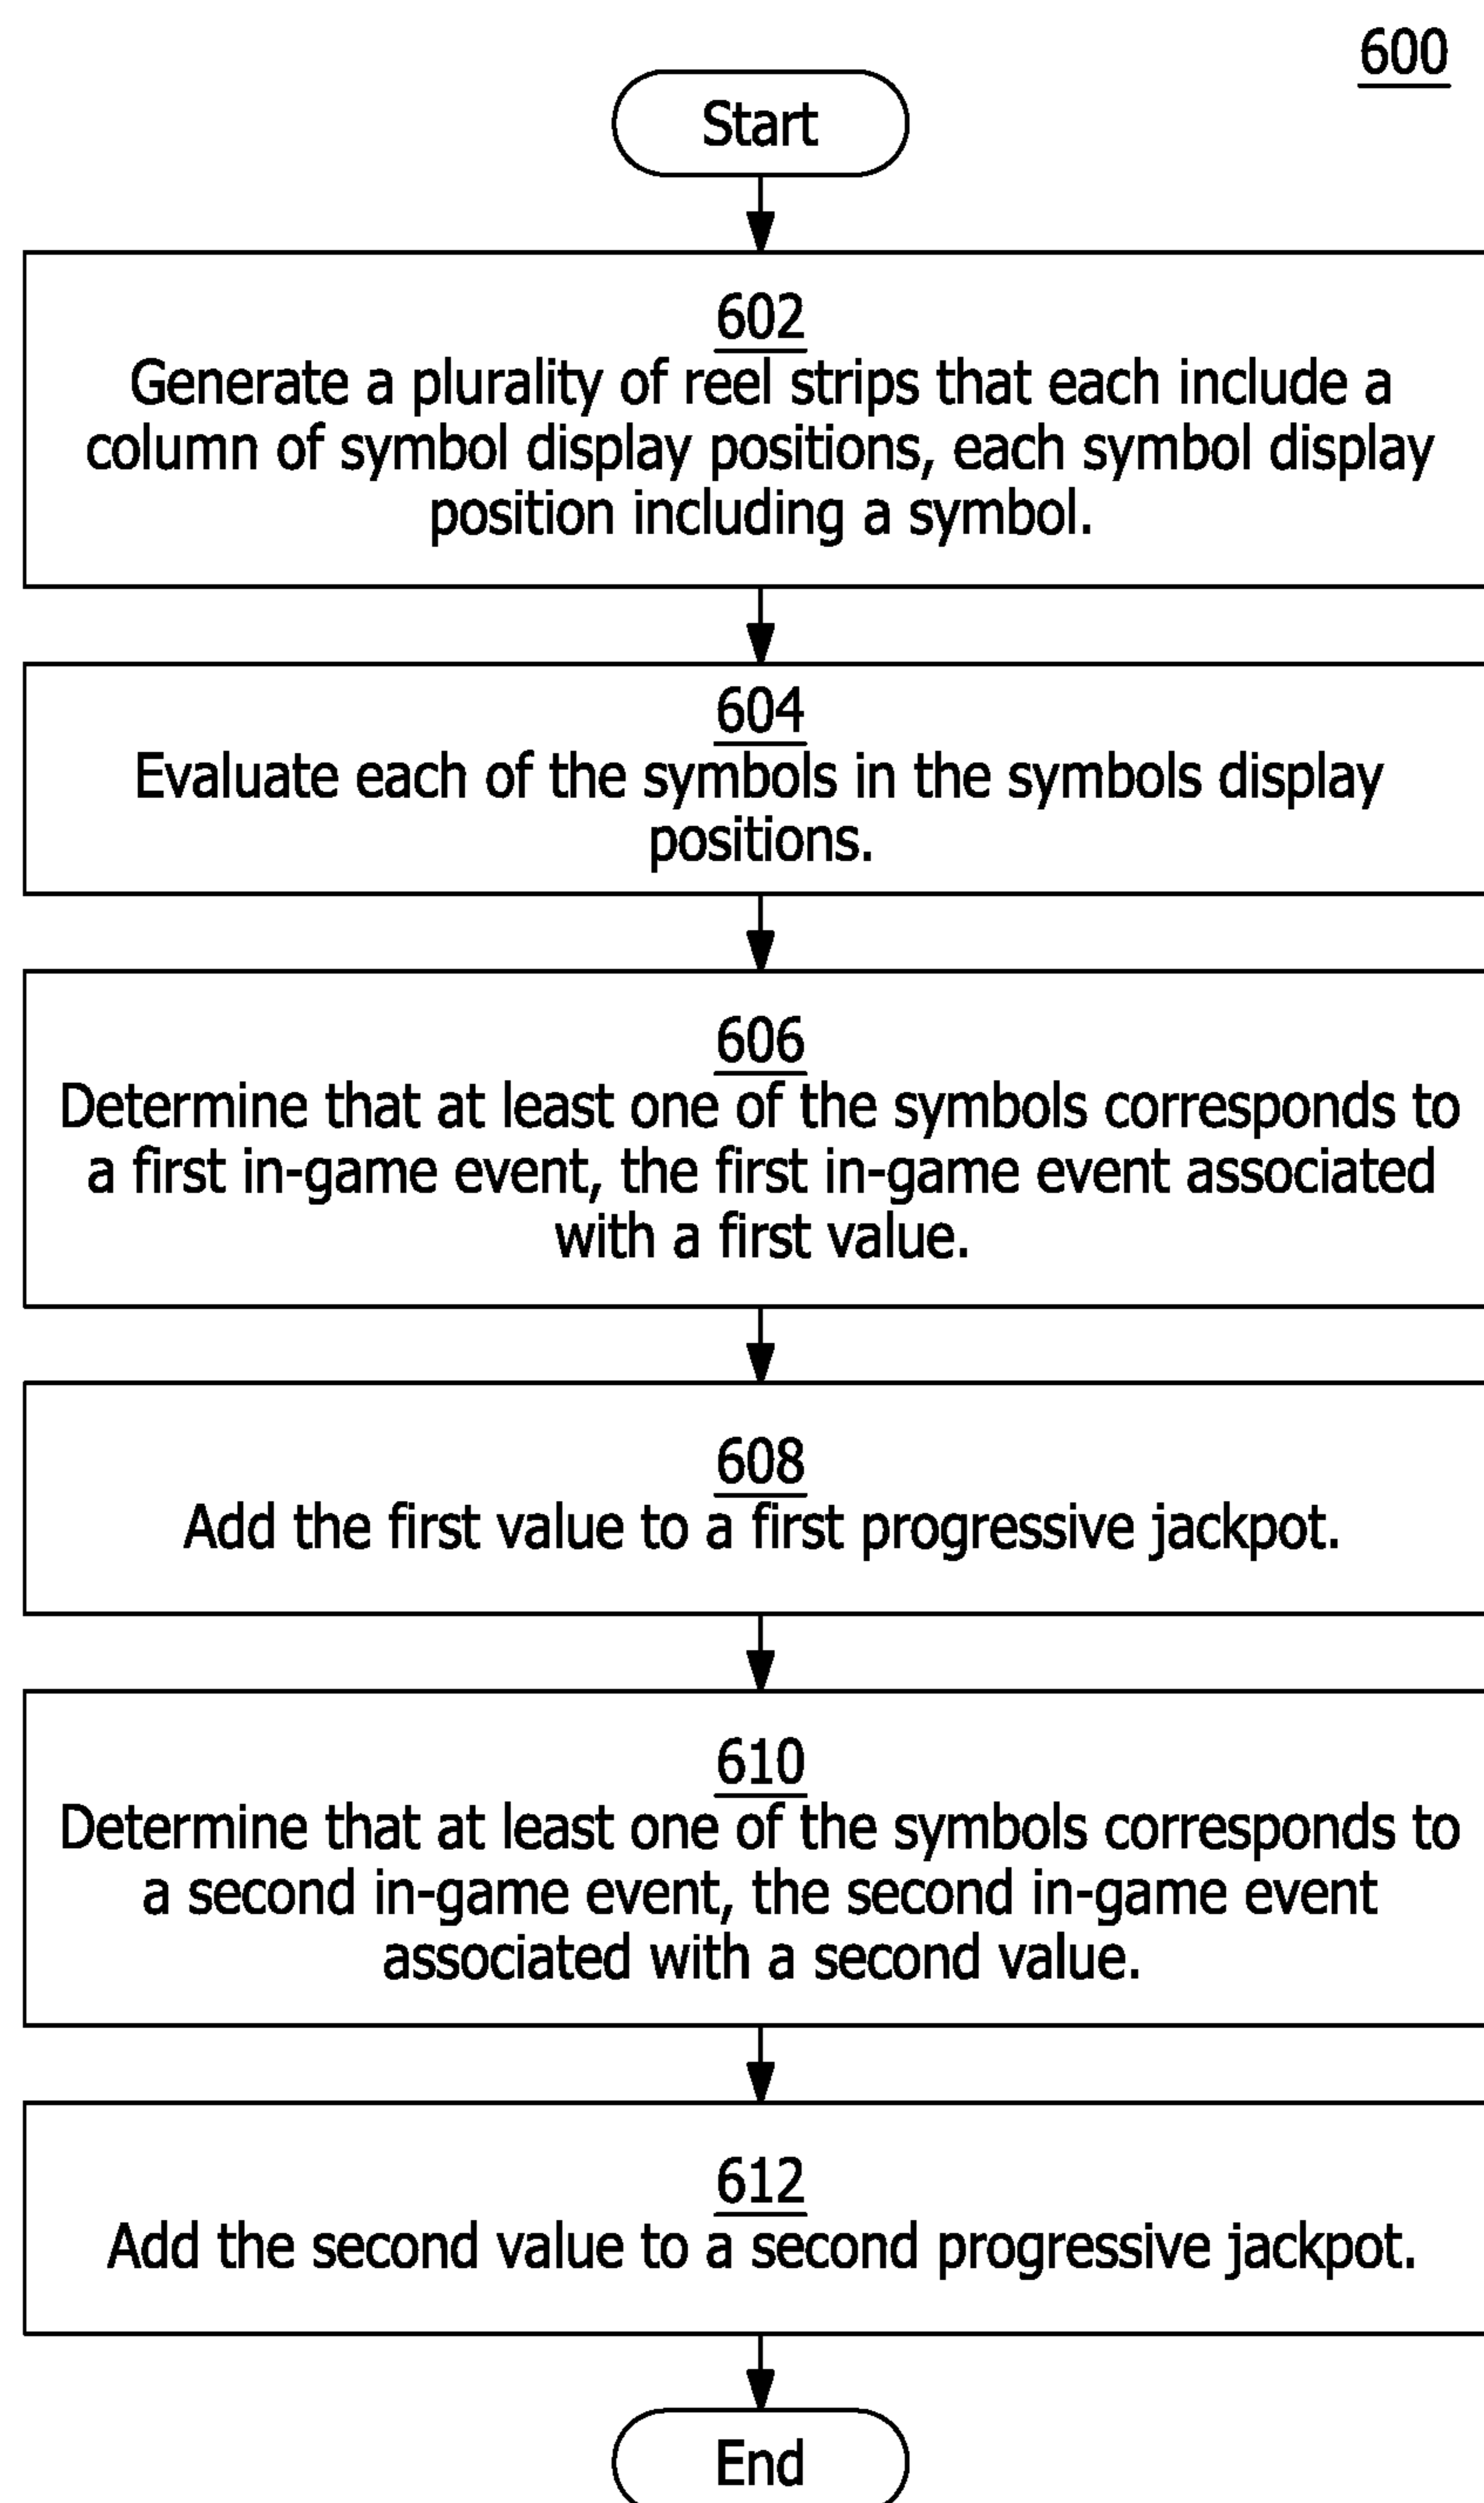 600
Start
602
Generate a plurality of reel strips that each include a
column of symbol display positions, each symbol display
position including a symbol.
604
Evaluate each of the symbols in the symbols display
positions.
606
Determine that at least one of the symbols corresponds to
a first in-game event, the first in-game event associated
with a first value.
608
Add the first value to a first progressive jackpot.
610
Determine that at least one of the symbols corresponds to
a second in-game event, the second in-game event
associated with a second value.
612
Add the second value to a second progressive jackpot.
End